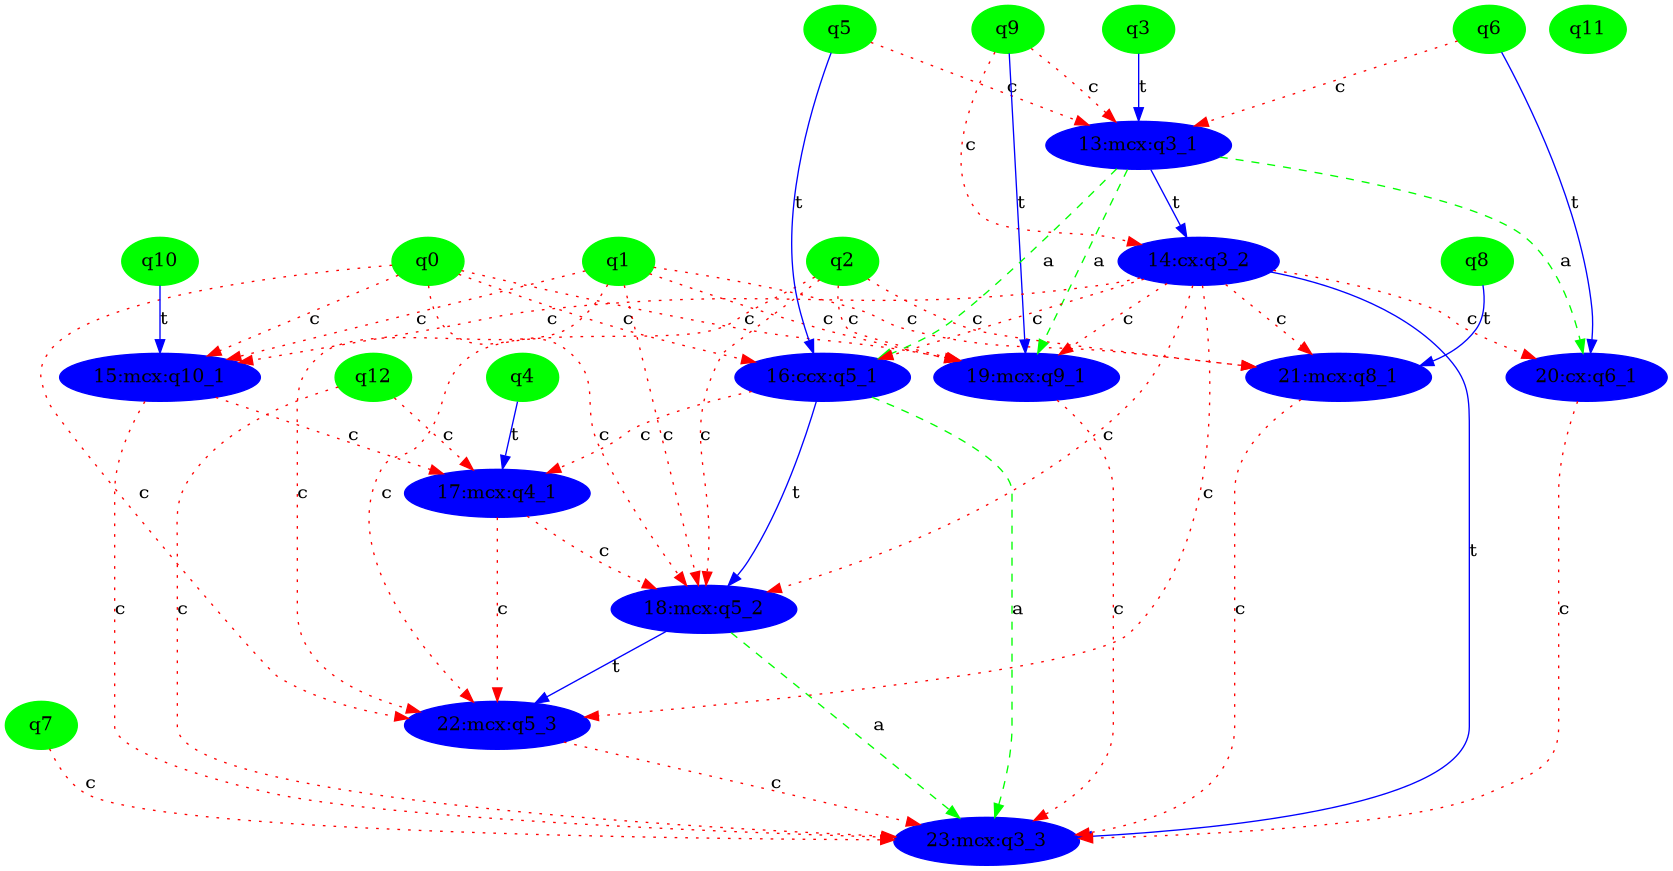 q5 q9 q3 q6 q11
c c t c
13:mcx:q3_1
c t t t t
a a a
q10 q0 q1 q2 14:cx:q3_2 q8
t c c c c c c c c c c c c t
15:mcx:q10_1 q12 q4 16:ccx:q5_1 19:mcx:q9_1 21:mcx:q8_1 20:cx:q6_1
c c t c c c c c
17:mcx:q4_1
c c c t c
c t
18:mcx:q5_2
c c c a c c c
t
q7 22:mcx:q5_3
a
c c
23:mcx:q3_3